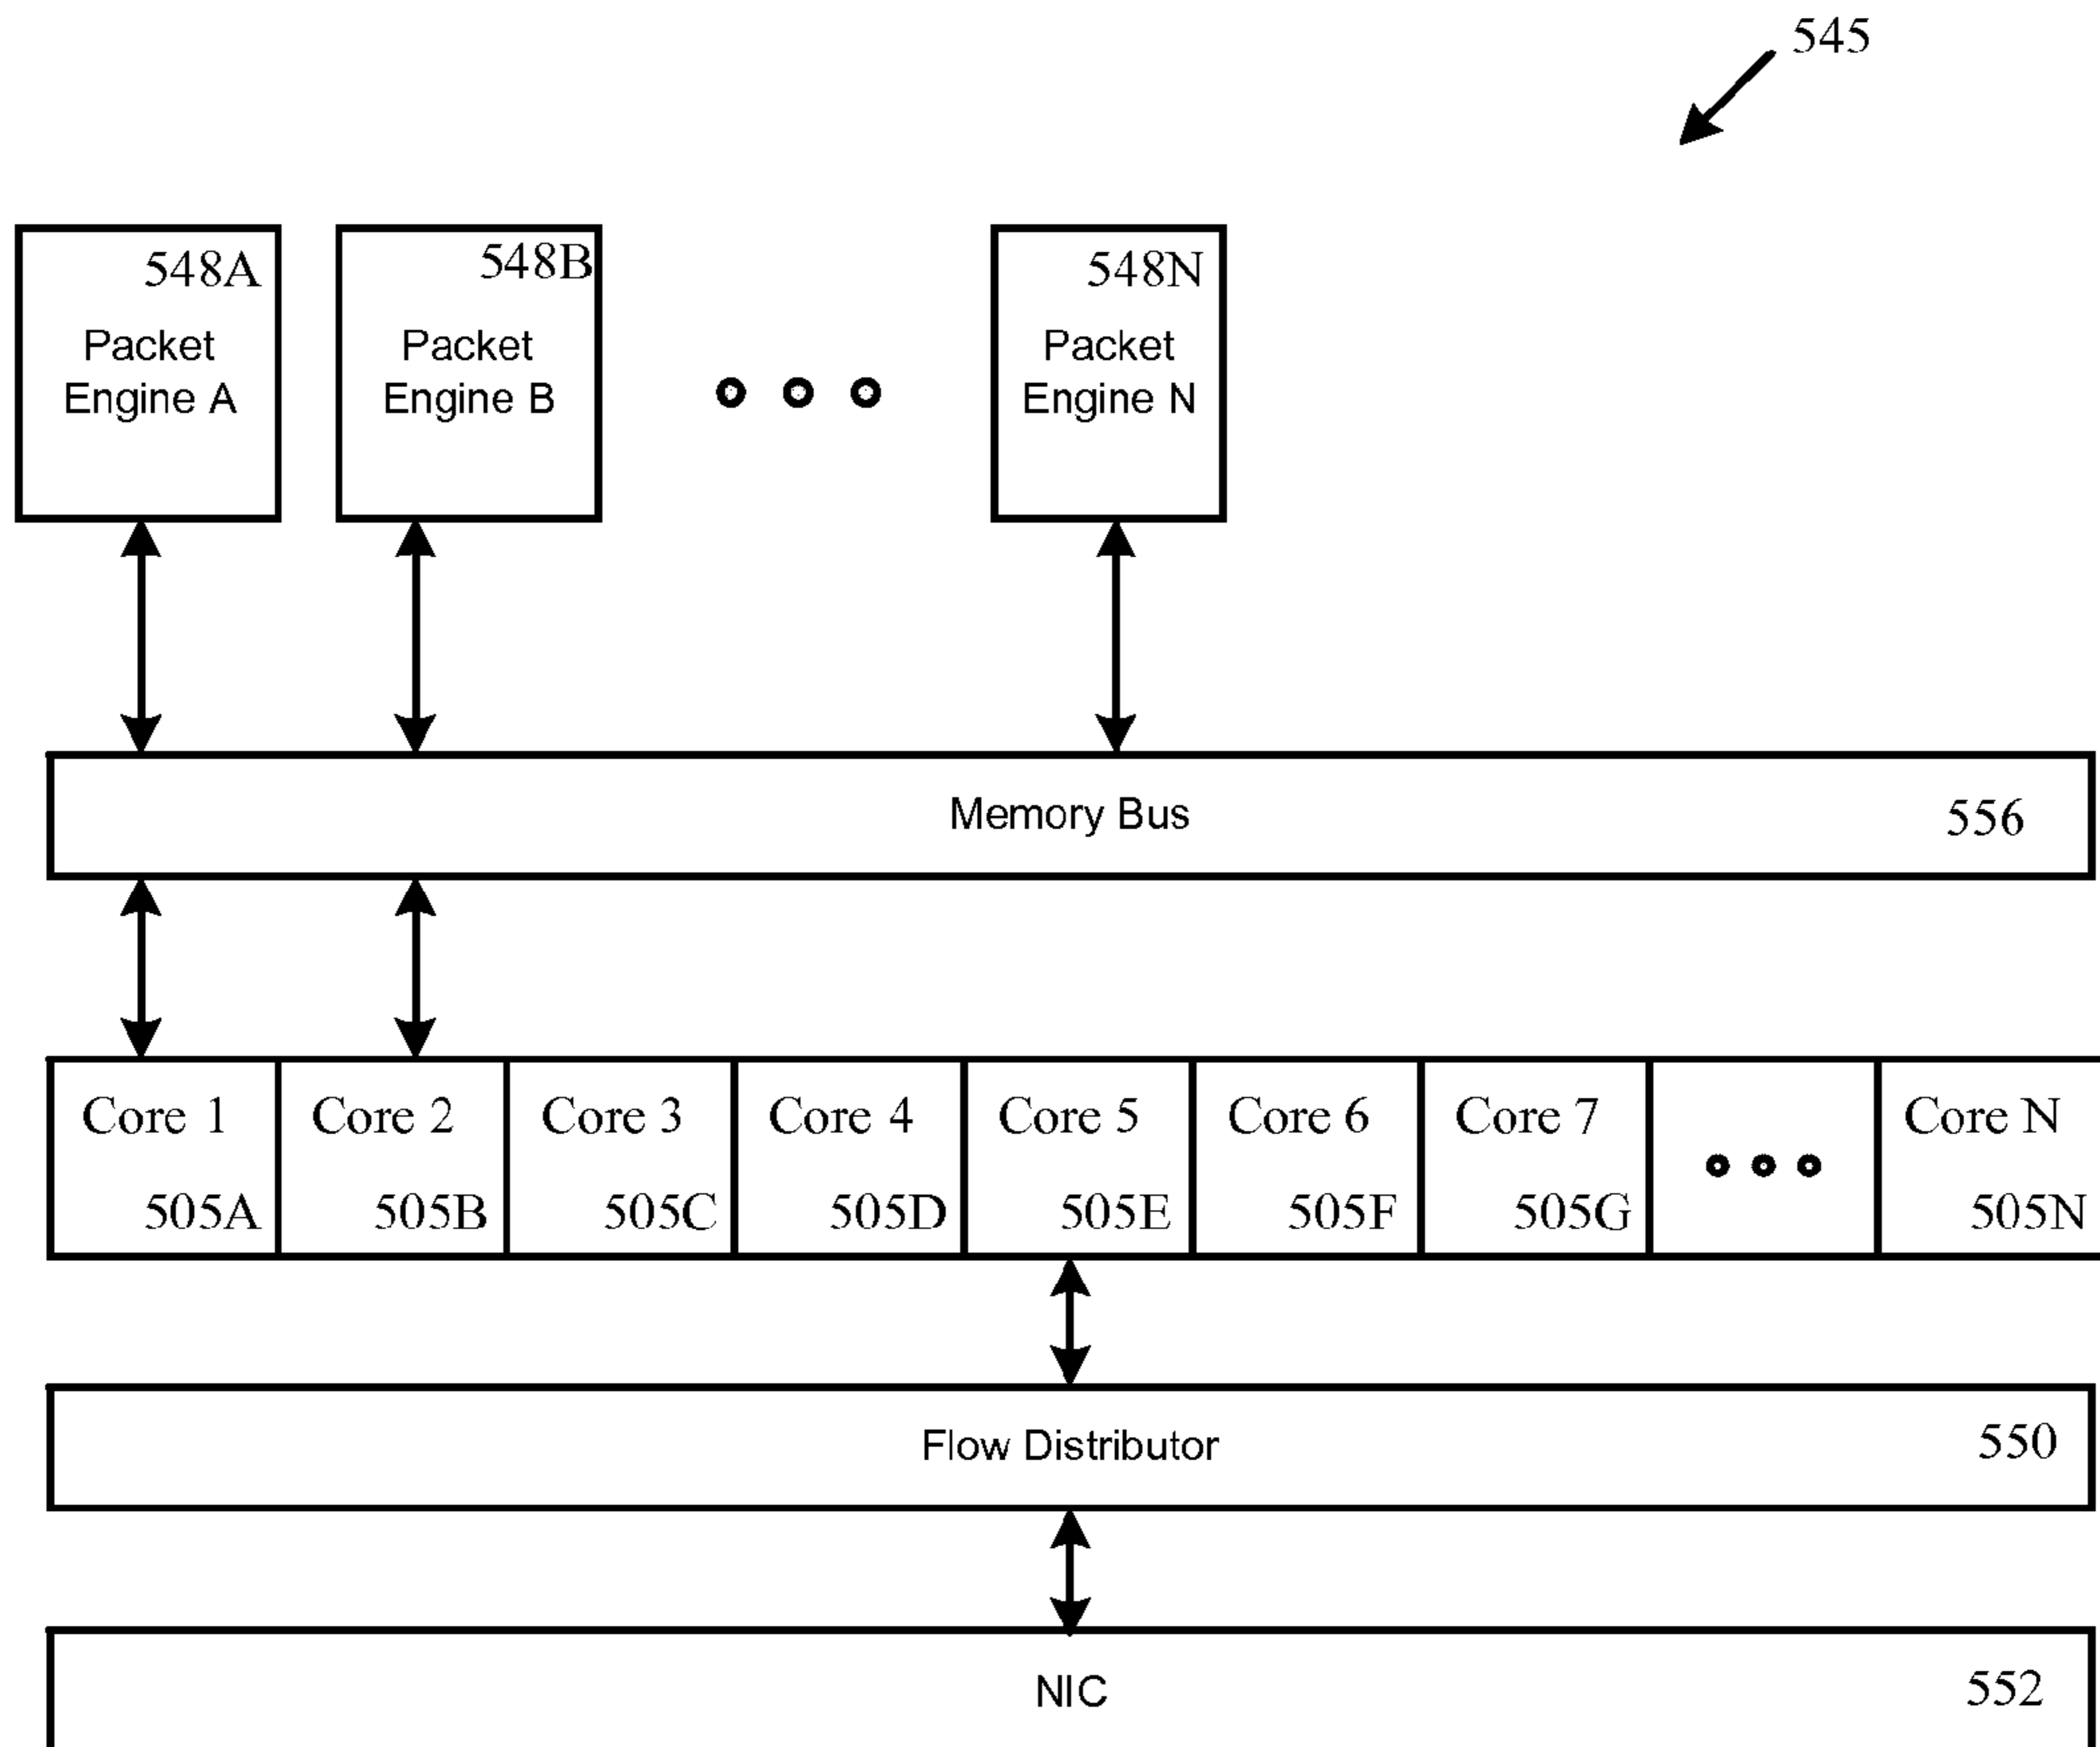 545
548A
Packet
Engine A
548B
Packet
Engine B
548N
Packet
Engine N
Memory Bus
556
Core 1
505A
Core 2
505B
Core 3
505C
Core 4
505D
Core 5
505E
Core 6
505F
Core 7
505G
Core N
505N
Flow Distributor
550
NIC
552